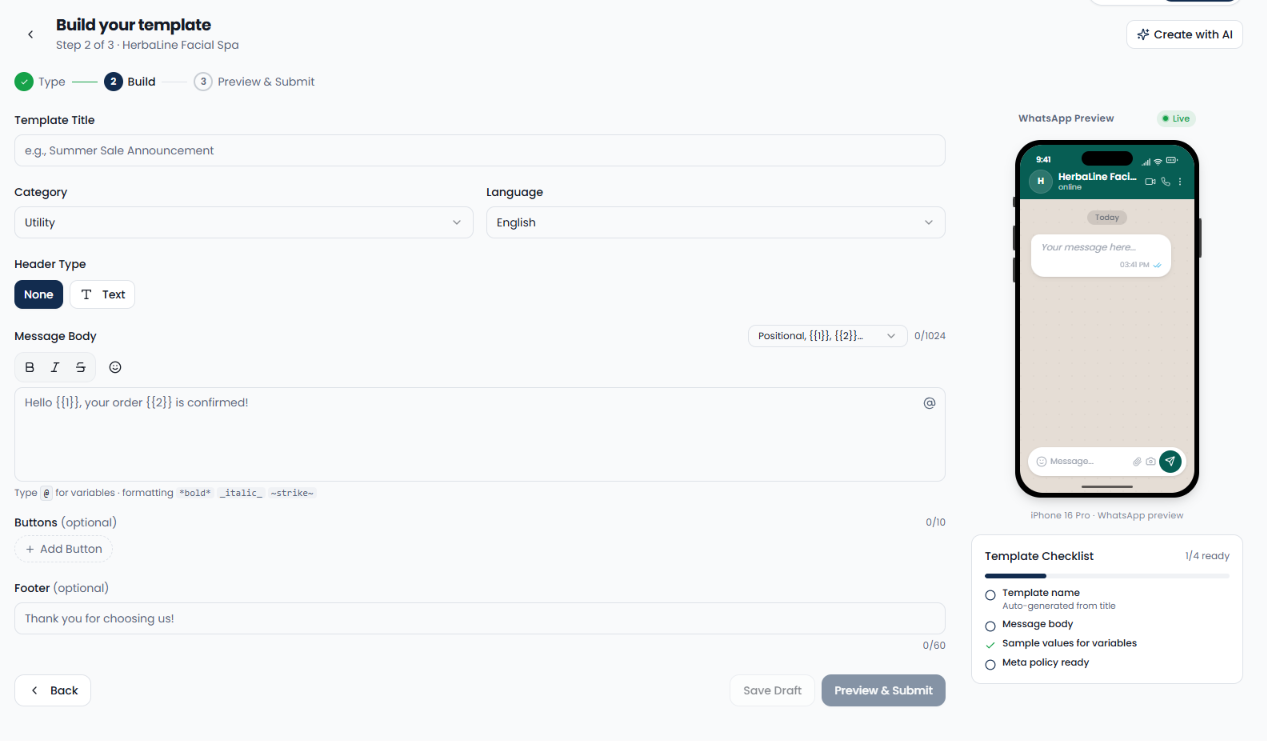 Build your template
Step 2 of 3 · HerbaLine Facial Spa
Create with AI
Type
2 Build
3 Preview & Submit
Template Title
e.g., Summer Sale Announcement
Category
Language
Utility
English
Header Type
None
Text
Message Body
Positional, {{1}}, {{2}}...
0/1024
B I S
Hello {{1}}, your order {{2}} is confirmed!
@
Type @ for variables · formatting *bold* _italic_ ~strike~
Buttons (optional)
0/10
+ Add Button
Footer (optional)
Thank you for choosing us!
0/60
Back
Save Draft
Preview & Submit
WhatsApp Preview
Live
9:41
H
HerbaLine Faci...
online
Today
Your message here...
03:41 PM
Message...
iPhone 16 Pro · WhatsApp preview
Template Checklist
1/4 ready
Template name
Auto-generated from title
Message body
Sample values for variables
Meta policy ready